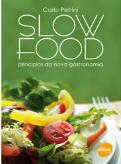 Carlo Petrini
SLOW
FOOD
princípios da nova gastronomia